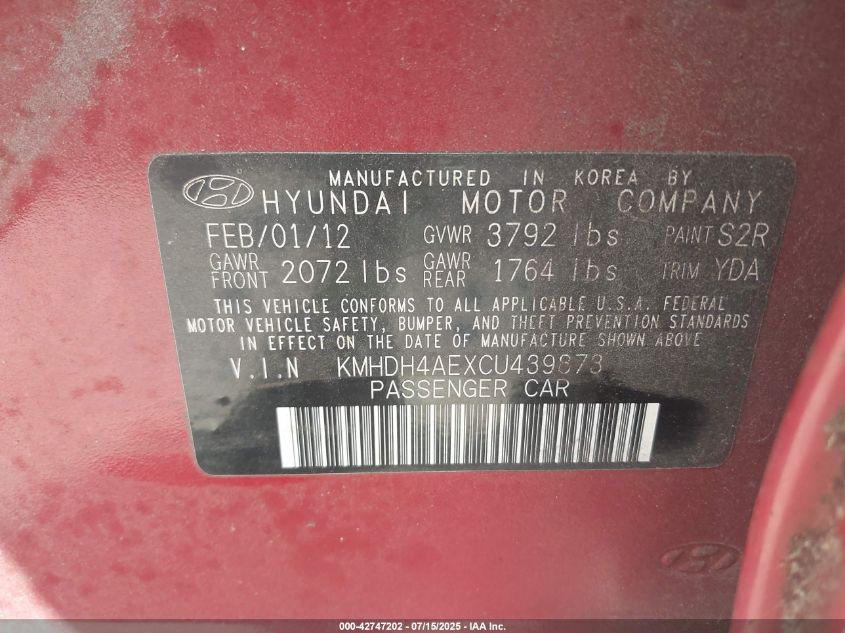 MANUFACTURED IN KOREA BY
HYUNDAI MOTOR COMPANY
FEB/01/12 GVWR 3792 lbs PAINT S2R
GAWR FRONT 2072 lbs GAWR REAR 1764 lbs TRIM YDA
THIS VEHICLE CONFORMS TO ALL APPLICABLE U.S.A. FEDERAL
MOTOR VEHICLE SAFETY, BUMPER, AND THEFT PREVENTION STANDARDS
IN EFFECT ON THE DATE OF MANUFACTURE SHOWN ABOVE
V.I.N KMHDH4AEXCU439873
PASSENGER CAR
000-42747202 - 07/15/2025 - IAA Inc.